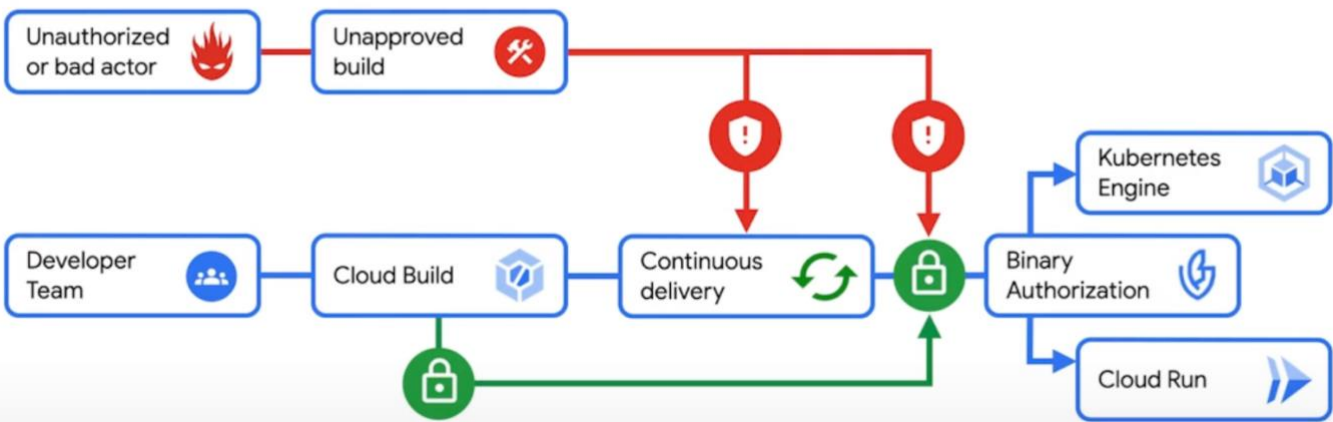 Unauthorized
or bad actor
Unapproved
build
Kubernetes
Engine
Developer
Team
Cloud Build
Continuous
delivery
Binary
Authorization
Cloud Run